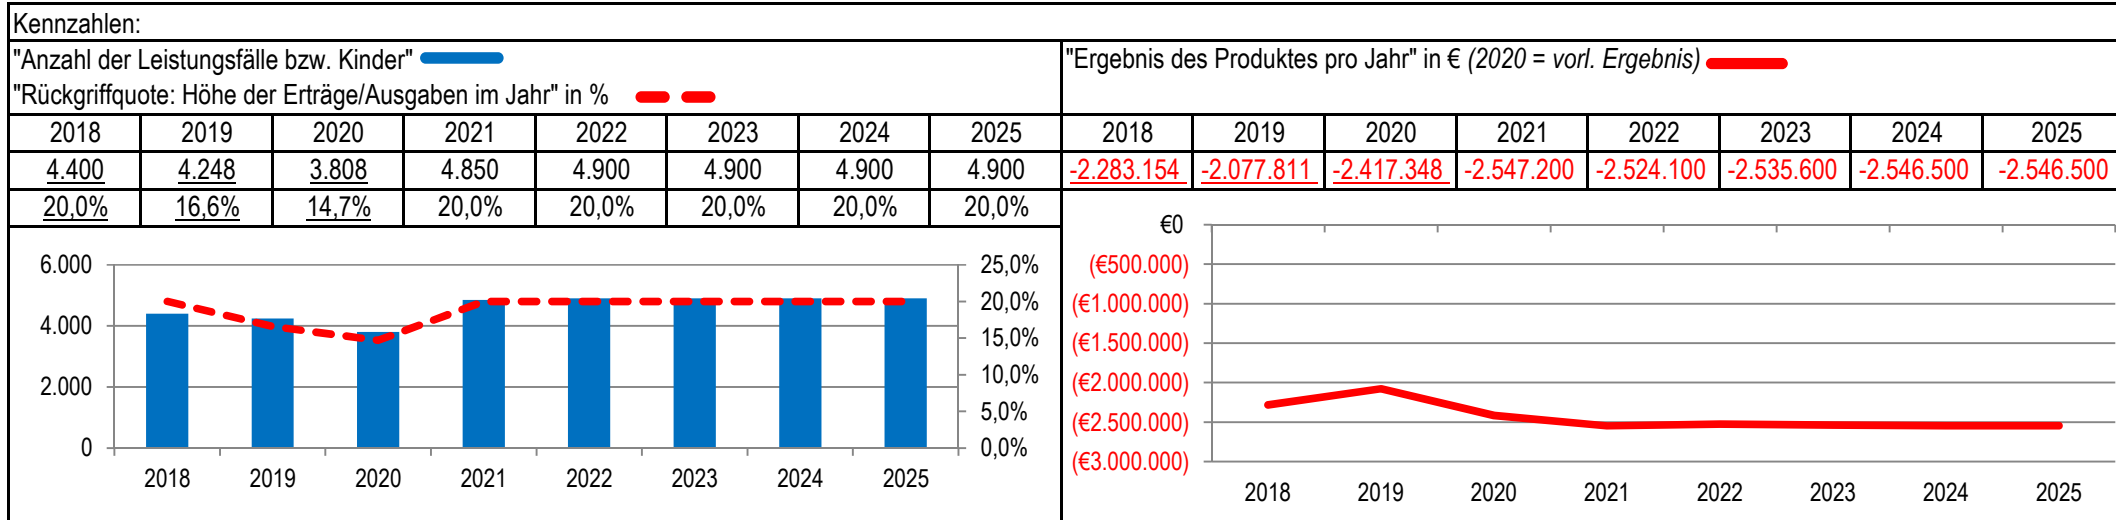 Kennzahlen:
"Anzahl der Leistungsfälle bzw. Kinder"
"Rückgriffquote: Höhe der Erträge/Ausgaben im Jahr" in %
2018 2019 2020 2021 2022 2023 2024 2025
4.400 4.248 3.808 4.850 4.900 4.900 4.900 4.900
20,0% 16,6% 14,7% 20,0% 20,0% 20,0% 20,0% 20,0%
6.000
4.000
2.000
0
25,0%
20,0%
15,0%
10,0%
5,0%
0,0%
2018 2019 2020 2021 2022 2023 2024 2025
"Ergebnis des Produktes pro Jahr" in € (2020 = vorl. Ergebnis)
2018 2019 2020 2021 2022 2023 2024 2025
-2.283.154 -2.077.811 -2.417.348 -2.547.200 -2.524.100 -2.535.600 -2.546.500 -2.546.500
€0
(€500.000)
(€1.000.000)
(€1.500.000)
(€2.000.000)
(€2.500.000)
(€3.000.000)
2018 2019 2020 2021 2022 2023 2024 2025